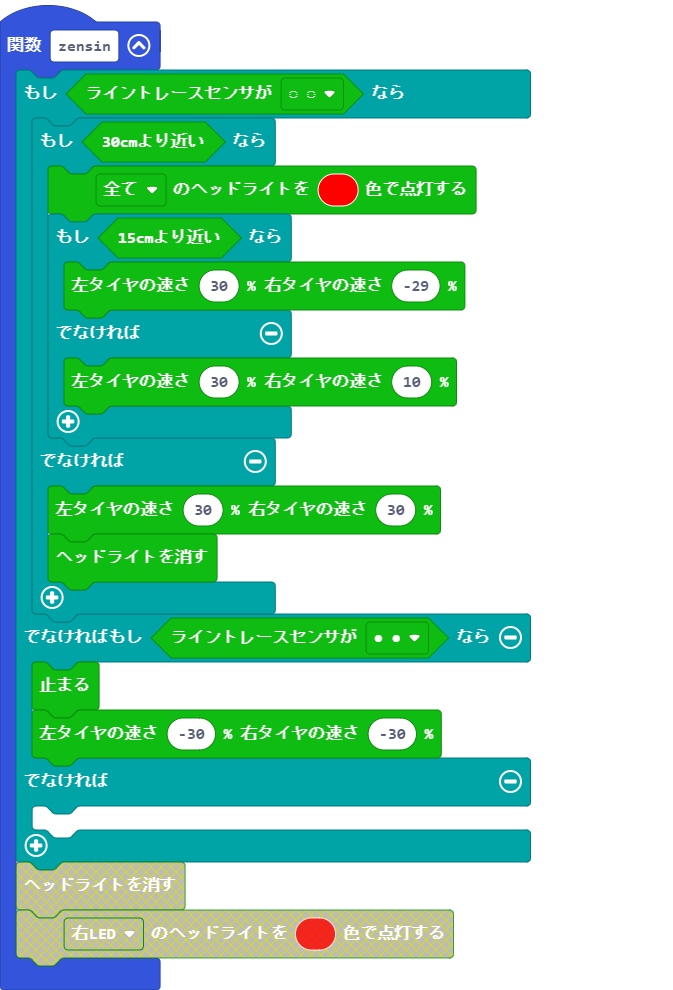 関数 zensin
もし ライントレースセンサが ◌ ◌ なら
もし 30cmより近い なら
全て のヘッドライトを 色で点灯する
もし 15cmより近い なら
左タイヤの速さ 30 % 右タイヤの速さ -29 %
でなければ
左タイヤの速さ 30 % 右タイヤの速さ 10 %
でなければ
左タイヤの速さ 30 % 右タイヤの速さ 30 %
ヘッドライトを消す
でなければもし ライントレースセンサが ● ● なら
止まる
左タイヤの速さ -30 % 右タイヤの速さ -30 %
でなければ
ヘッドライトを消す
右LED のヘッドライトを 色で点灯する